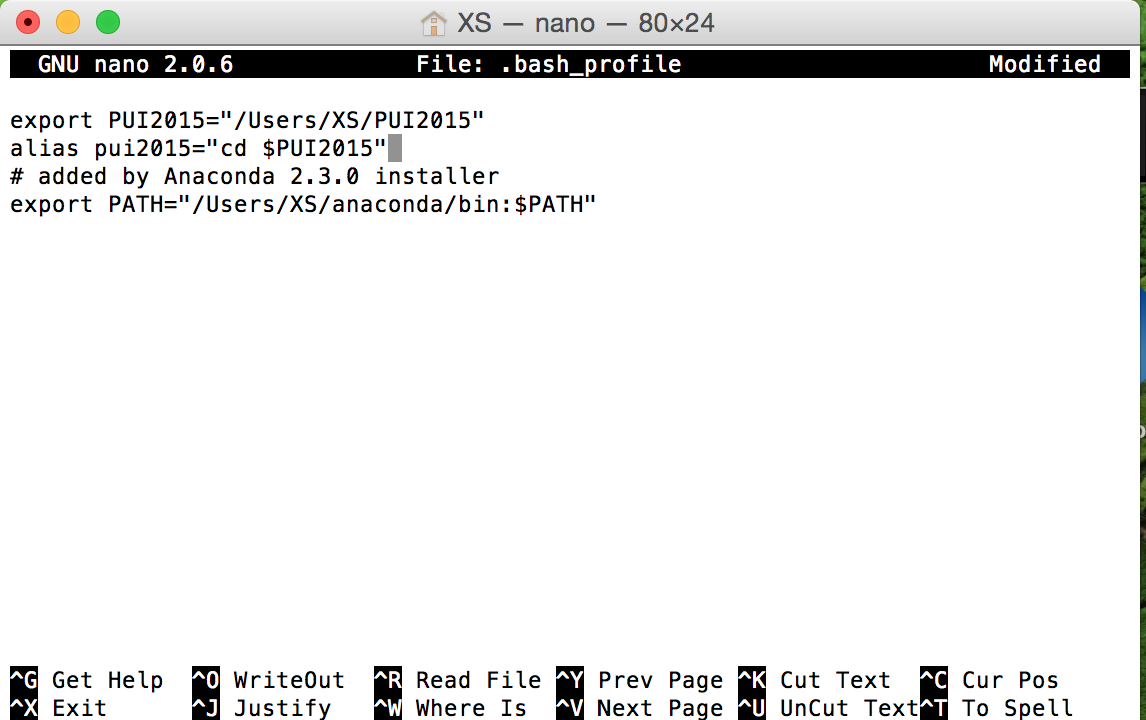 XS — nano — 80×24
GNU nano 2.0.6 File: .bash_profile Modified
export PUI2015="/Users/XS/PUI2015"
alias pui2015="cd $PUI2015"
# added by Anaconda 2.3.0 installer
export PATH="/Users/XS/anaconda/bin:$PATH"
^G Get Help ^O WriteOut ^R Read File ^Y Prev Page ^K Cut Text ^C Cur Pos
^X Exit ^J Justify ^W Where Is ^V Next Page ^U UnCut Text ^T To Spell